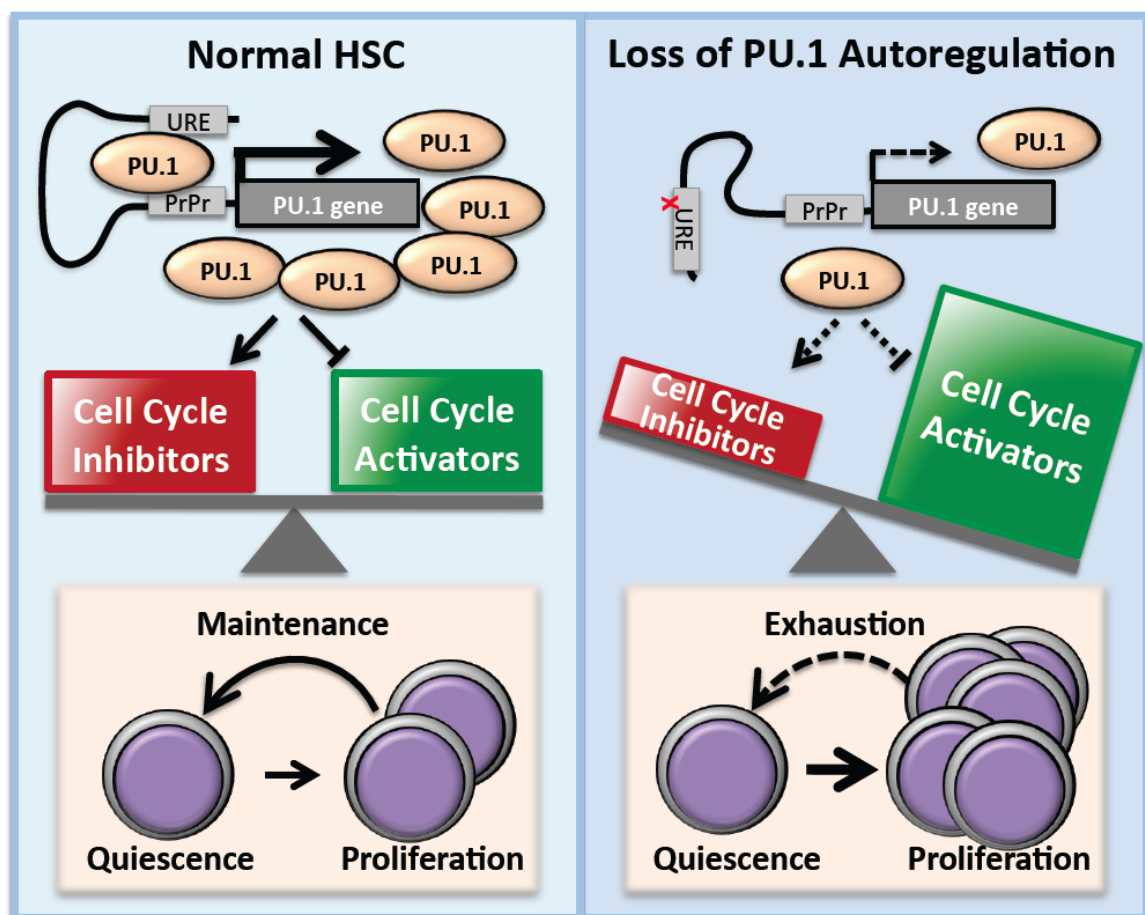 Normal HSC
URE
PU.1
PrPr
PU.1 gene
PU.1
PU.1
PU.1
PU.1
PU.1
Cell Cycle
Inhibitors
Cell Cycle
Activators
Maintenance
Quiescence
Proliferation
Loss of PU.1 Autoregulation
PU.1
X
URE
PrPr
PU.1 gene
PU.1
Cell Cycle
Inhibitors
Cell Cycle
Activators
Exhaustion
Quiescence
Proliferation